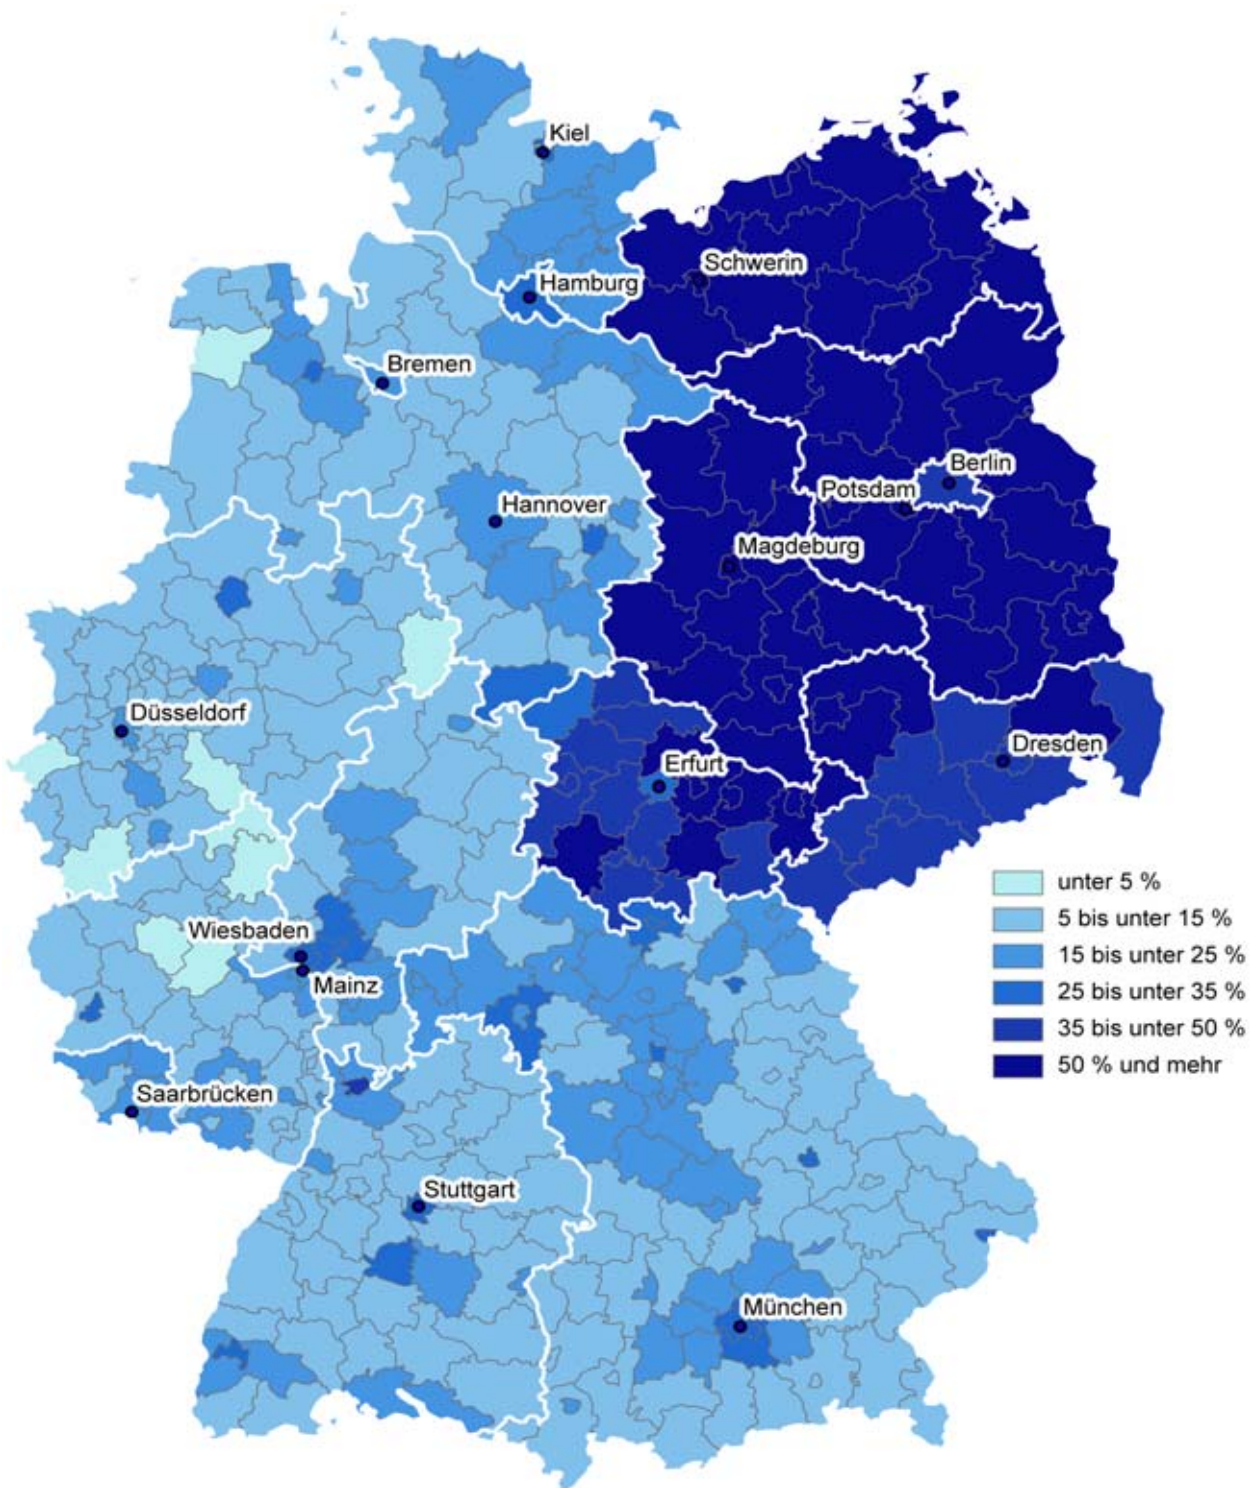 Kiel
Schwerin
Hamburg
Bremen
Berlin
Hannover
Potsdam
Magdeburg
Düsseldorf
Dresden
Erfurt
unter 5 %
5 bis unter 15 %
15 bis unter 25 %
25 bis unter 35 %
35 bis unter 50 %
50 % und mehr
Wiesbaden
Mainz
Saarbrücken
Stuttgart
München